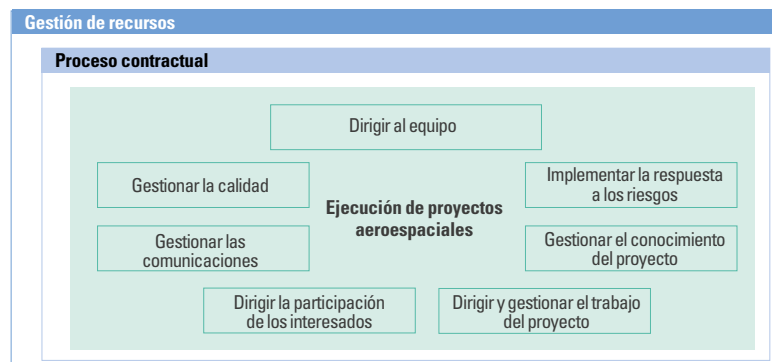 Gestión de recursos
Proceso contractual
Dirigir al equipo
Gestionar la calidad
Implementar la respuesta
a los riesgos
Ejecución de proyectos
aeroespaciales
Gestionar las
comunicaciones
Gestionar el conocimiento
del proyecto
Dirigir la participación
de los interesados
Dirigir y gestionar el trabajo
del proyecto